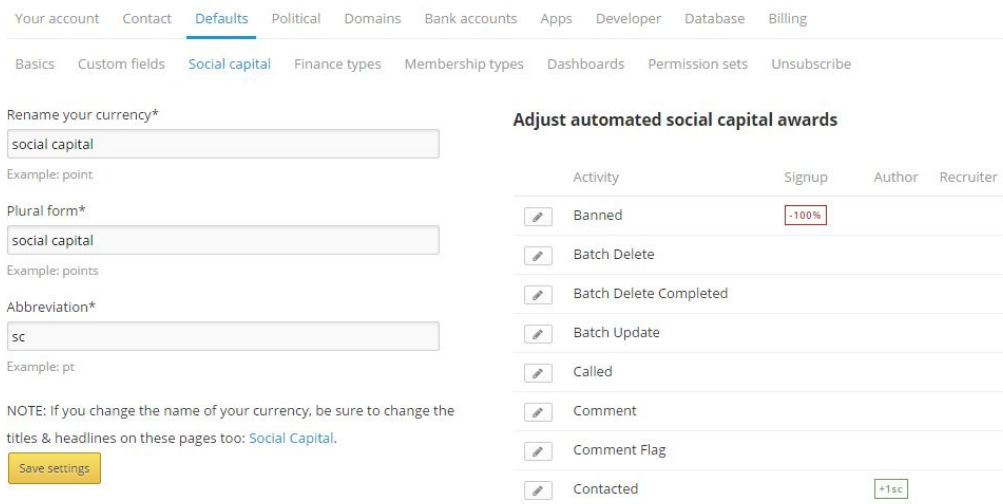 Your account Contact Defaults Political Domains Bank accounts Apps Developer Database Billing
Basics Custom fields Social capital Finance types Membership types Dashboards Permission sets Unsubscribe
Rename your currency*
social capital
Example: point
Plural form*
social capital
Example: points
Abbreviation*
sc
Example: pt
NOTE: If you change the name of your currency, be sure to change the
titles & headlines on these pages too: Social Capital.
Save settings
Adjust automated social capital awards
Activity Signup Author Recruiter
Banned -100%
Batch Delete
Batch Delete Completed
Batch Update
Called
Comment
Comment Flag
Contacted +1sc